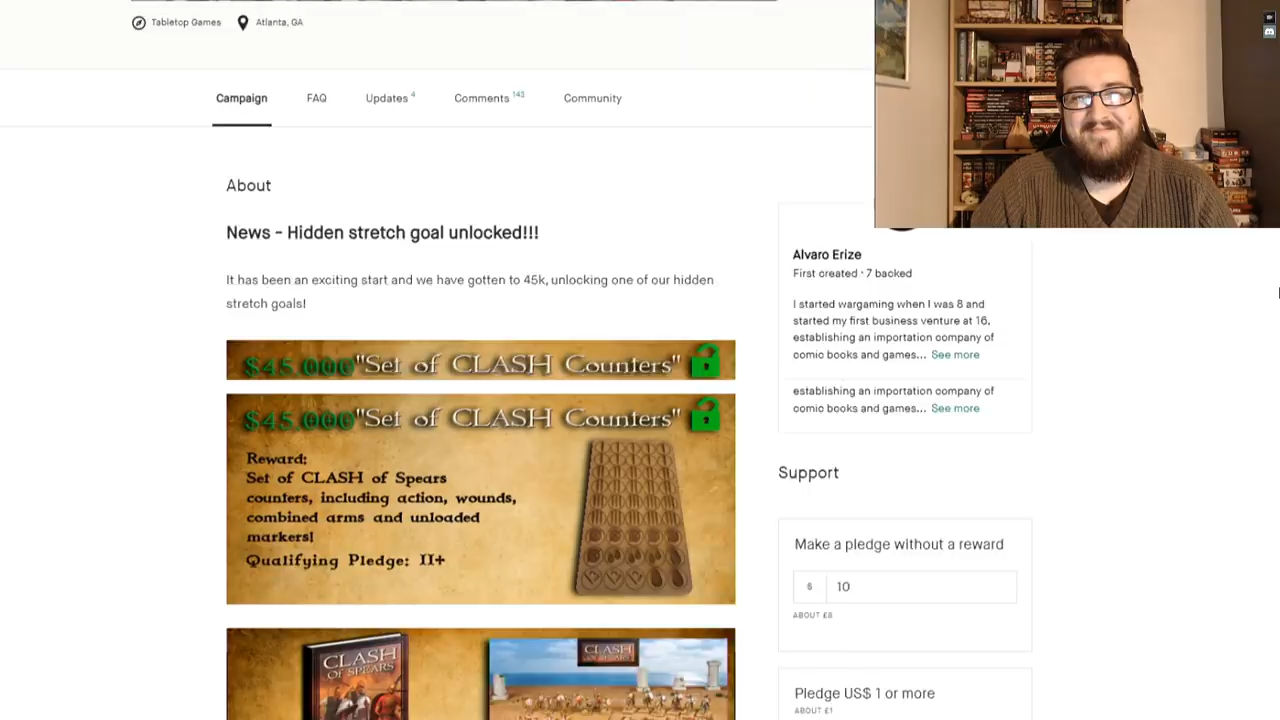 Tabletop Games
Atlanta, GA
Campaign
FAQ
Updates 4
Comments 143
Community
About
News - Hidden stretch goal unlocked!!!
It has been an exciting start and we have gotten to 45k, unlocking one of our hidden
stretch goals!
$45.000 "Set of CLASH Counters"
$45.000 "Set of CLASH Counters"
Reward:
Set of CLASH of Spears
counters, including action, wounds,
combined arms and unloaded
markers!
Qualifying Pledge: II+
CLASH
OF SPEARS
CLASH
OF SPEARS
Alvaro Erize
First created · 7 backed
I started wargaming when I was 8 and
started my first business venture at 16,
establishing an importation company of
comic books and games... See more
establishing an importation company of
comic books and games... See more
Support
Make a pledge without a reward
$ 10
ABOUT £8
Pledge US$ 1 or more
ABOUT £1